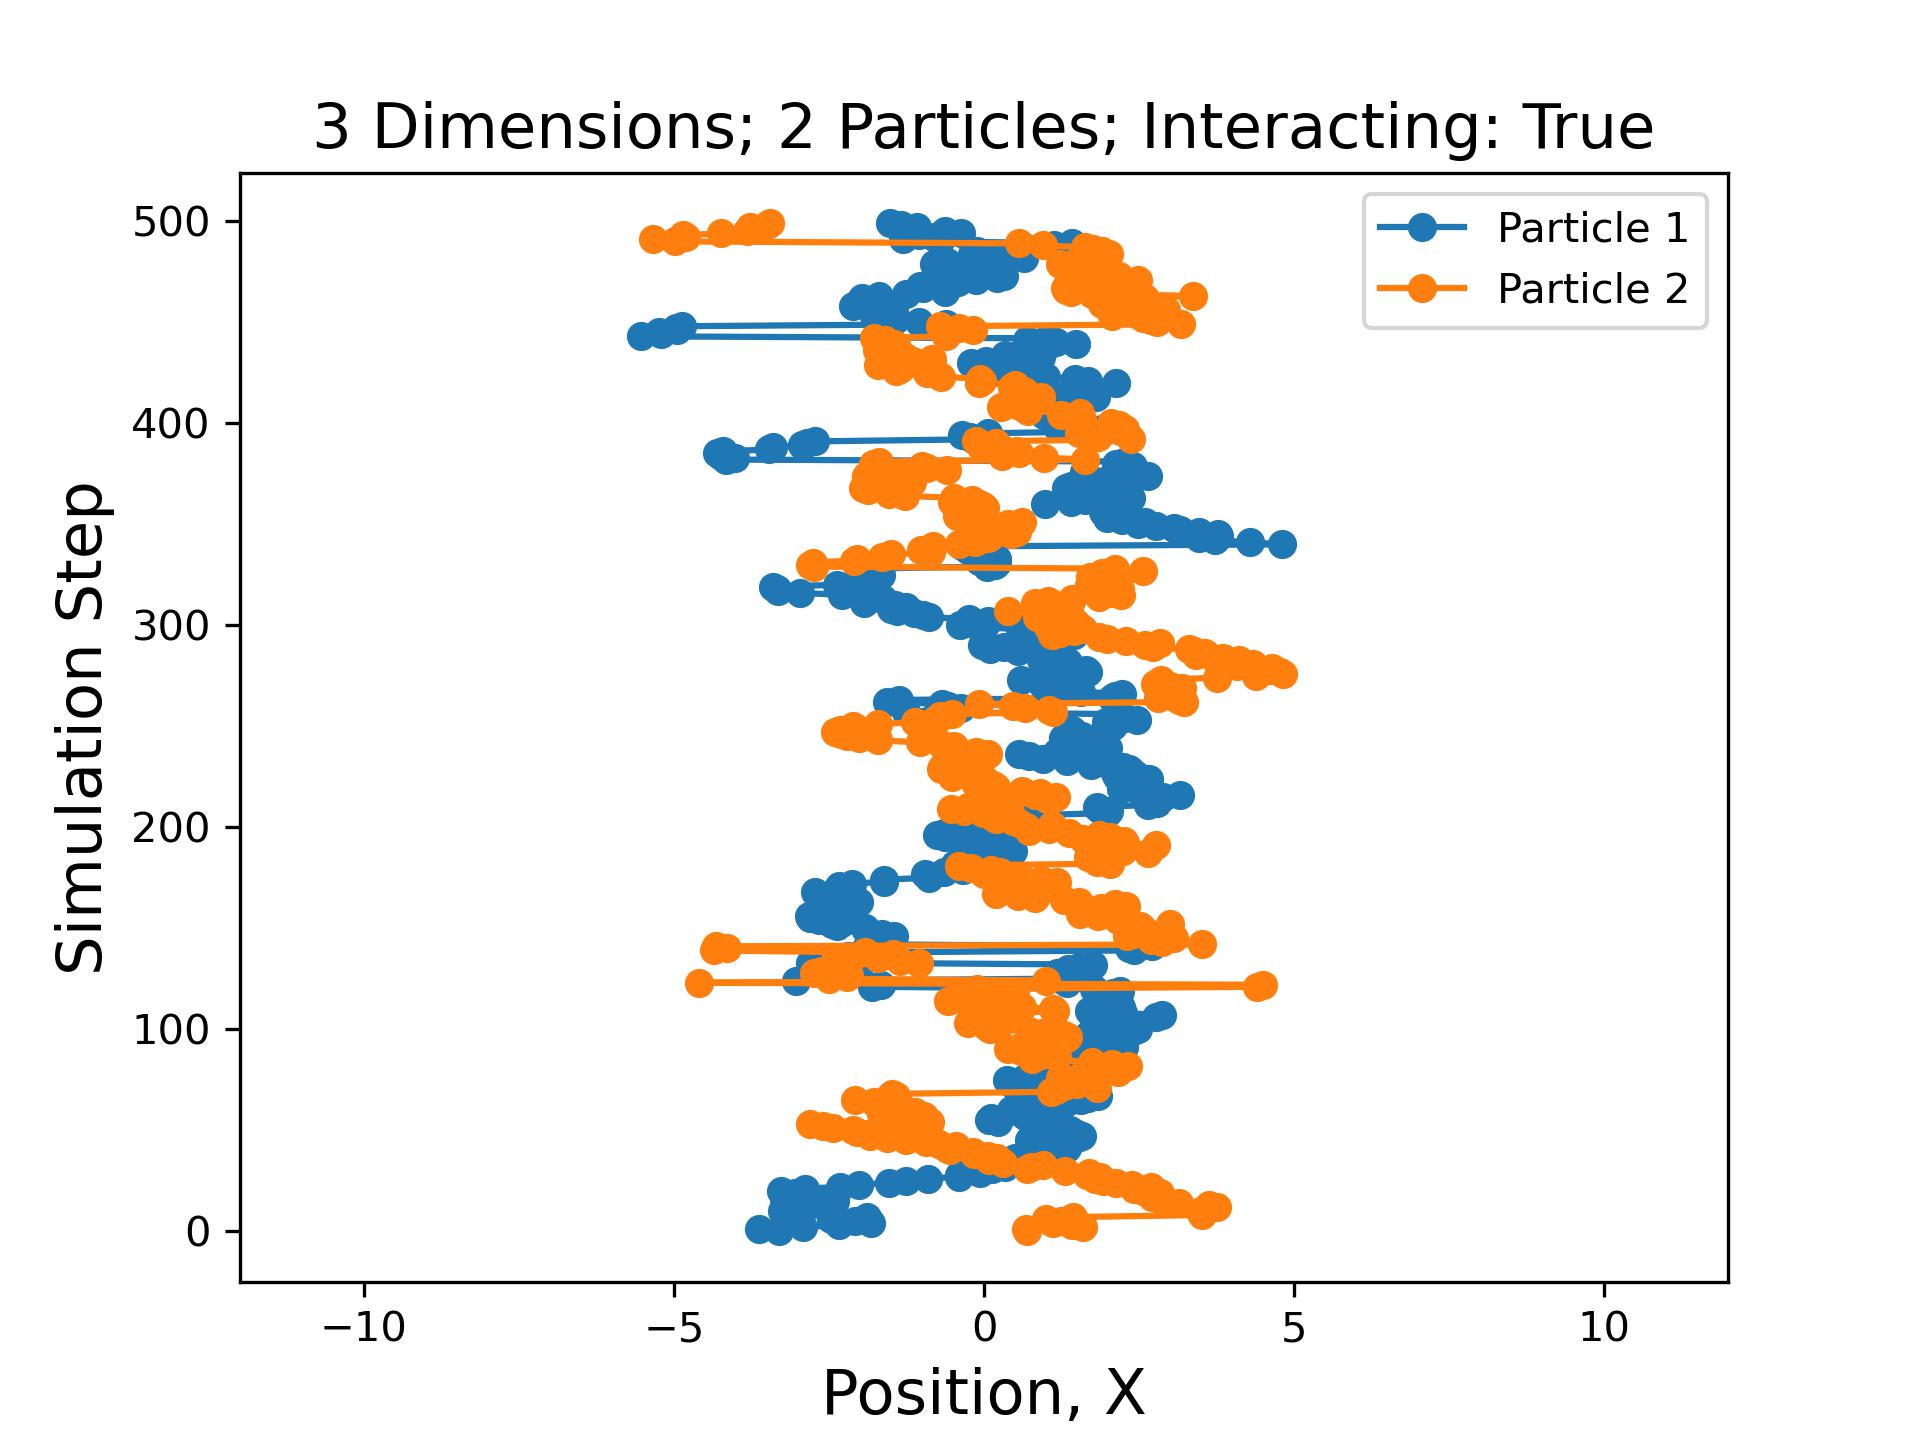 3 Dimensions; 2 Particles; Interacting: True
Particle 1
Particle 2
500
400
300
200
100
0
Simulation Step
−10
−5
0
5
10
Position, X